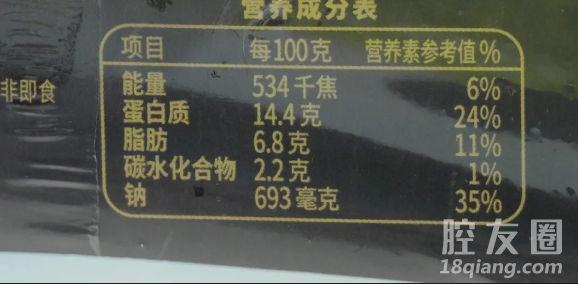 营养成分表
项目 每100克 营养素参考值%
能量 534千焦 6%
非即食
蛋白质 14.4克 24%
脂肪 6.8克 11%
碳水化合物 2.2克 1%
钠 693毫克 35%
腔友圈
18qiang.com